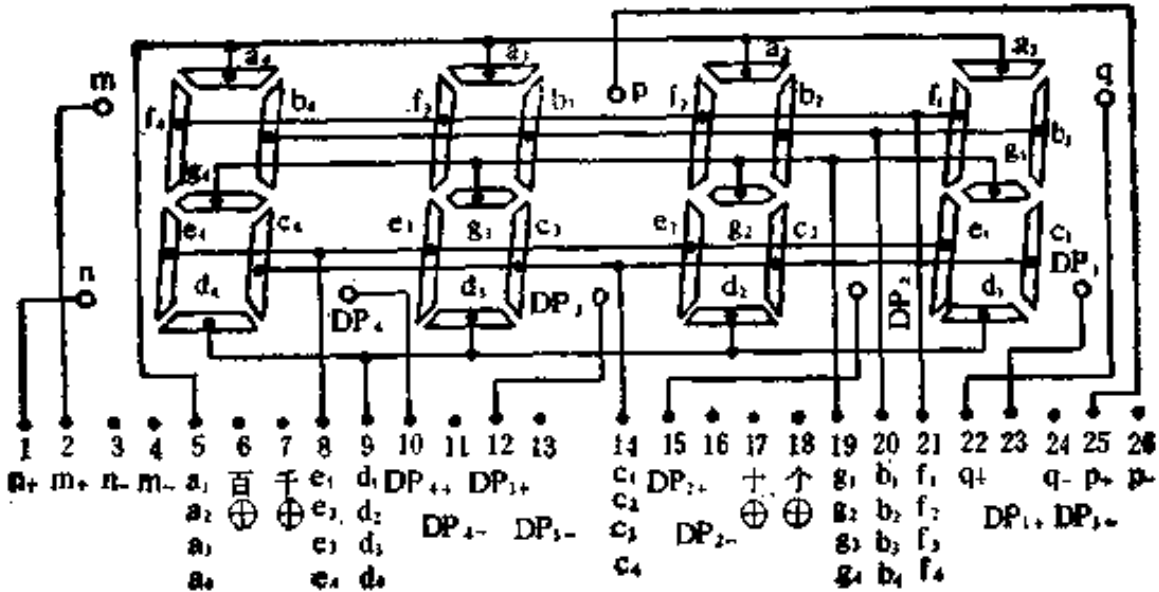 a₄ a₃ a₂ a₁
m f₄ b₄ f₃ b₃ p f₂ b₂ f₁ b₁ q
g₄ g₁
e₄ c₄ e₃ g₃ c₃ e₂ g₂ c₂ e₁ c₁
n d₄ DP₄ d₃ DP₃ d₂ DP₂ d₁ DP₁
1 2 3 4 5 6 7 8 9 10 11 12 13 14 15 16 17 18 19 20 21 22 23 24 25 26
n₊ m₊ n₋ m₋ a₁ 百 千 e₁ d₁ DP₄₊ DP₃₊ c₁ DP₂₊ 十 个 g₁ b₁ f₁ q₊ q₋ p₊ p₋
a₂ ⊕ ⊕ e₂ d₂ DP₄₋ DP₃₋ c₂ DP₂₋ ⊕ ⊕ g₂ b₂ f₂ DP₁₊ DP₁₋
a₃ e₃ d₃ c₃ g₃ b₃ f₃
a₄ e₄ d₄ c₄ g₄ b₄ f₄